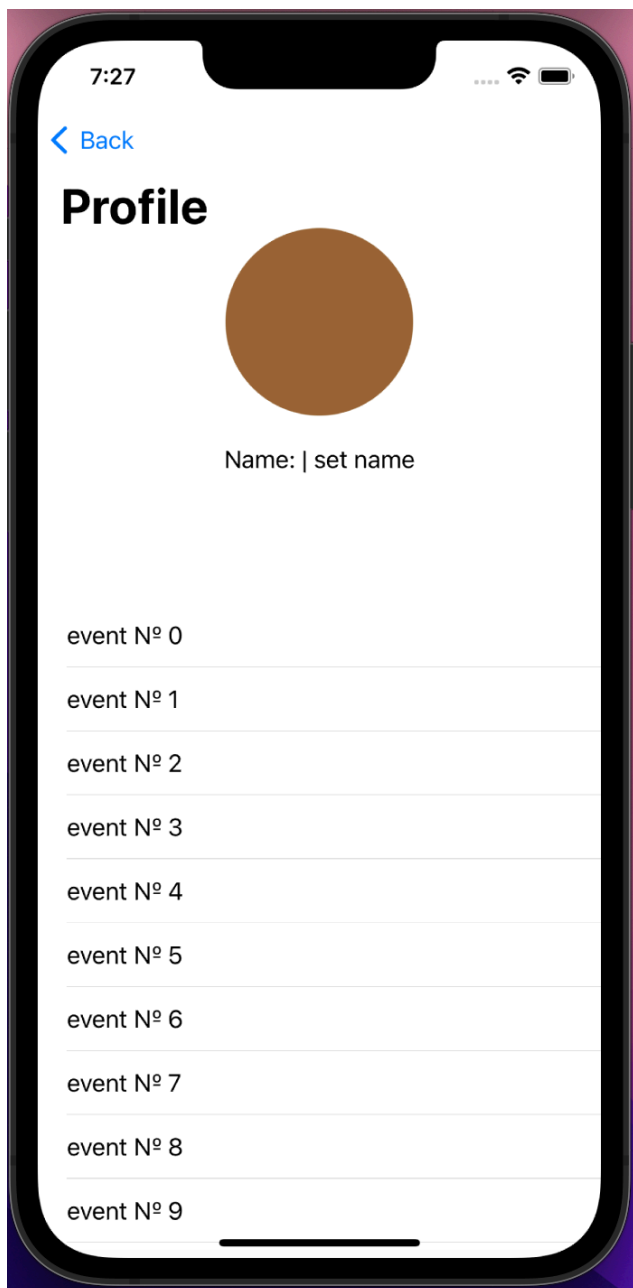 7:27
Back
Profile
Name: | set name
event Nº 0
event Nº 1
event Nº 2
event Nº 3
event Nº 4
event Nº 5
event Nº 6
event Nº 7
event Nº 8
event Nº 9